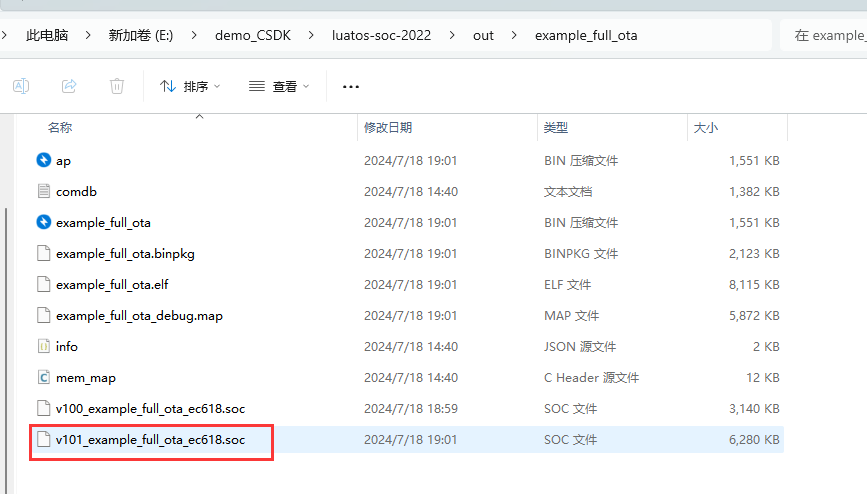 此电脑 > 新加卷 (E:) > demo_CSDK > luatos-soc-2022 > out > example_full_ota 在 example_
排序 查看 ...
名称 修改日期 类型 大小
ap 2024/7/18 19:01 BIN 压缩文件 1,551 KB
comdb 2024/7/18 14:40 文本文档 1,382 KB
example_full_ota 2024/7/18 19:01 BIN 压缩文件 1,551 KB
example_full_ota.binpkg 2024/7/18 19:01 BINPKG 文件 2,123 KB
example_full_ota.elf 2024/7/18 19:01 ELF 文件 8,115 KB
example_full_ota_debug.map 2024/7/18 19:01 MAP 文件 5,872 KB
info 2024/7/18 14:40 JSON 源文件 2 KB
mem_map 2024/7/18 14:40 C Header 源文件 12 KB
v100_example_full_ota_ec618.soc 2024/7/18 18:59 SOC 文件 3,140 KB
v101_example_full_ota_ec618.soc 2024/7/18 19:01 SOC 文件 6,280 KB